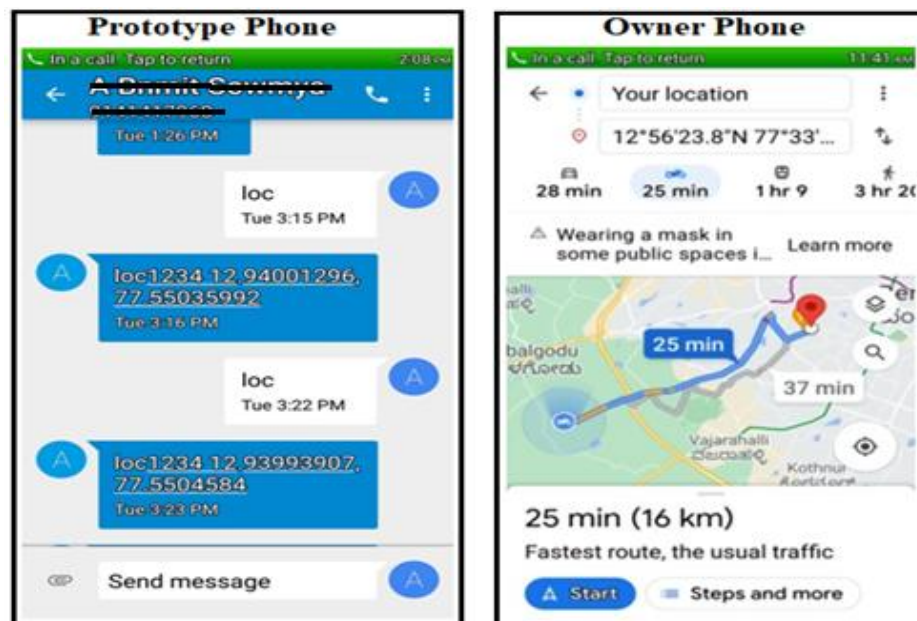 Prototype Phone
In a call. Tap to return
2:08 PM
Tue 1:26 PM
loc
Tue 3:15 PM
A
A
loc1234 12,94001296,
77.55035992
Tue 3:16 PM
loc
Tue 3:22 PM
A
A
loc1234 12,93993907,
77.5504584
Tue 3:23 PM
Send message
A
Owner Phone
In a call. Tap to return
11:41 AM
Your location
12°56'23.8"N 77°33'...
28 min
25 min
1 hr 9
3 hr 20
Wearing a mask in
some public spaces i...
Learn more
balgodu
25 min
37 min
Vajarahalli
Kothnur
25 min (16 km)
Fastest route, the usual traffic
Start
Steps and more